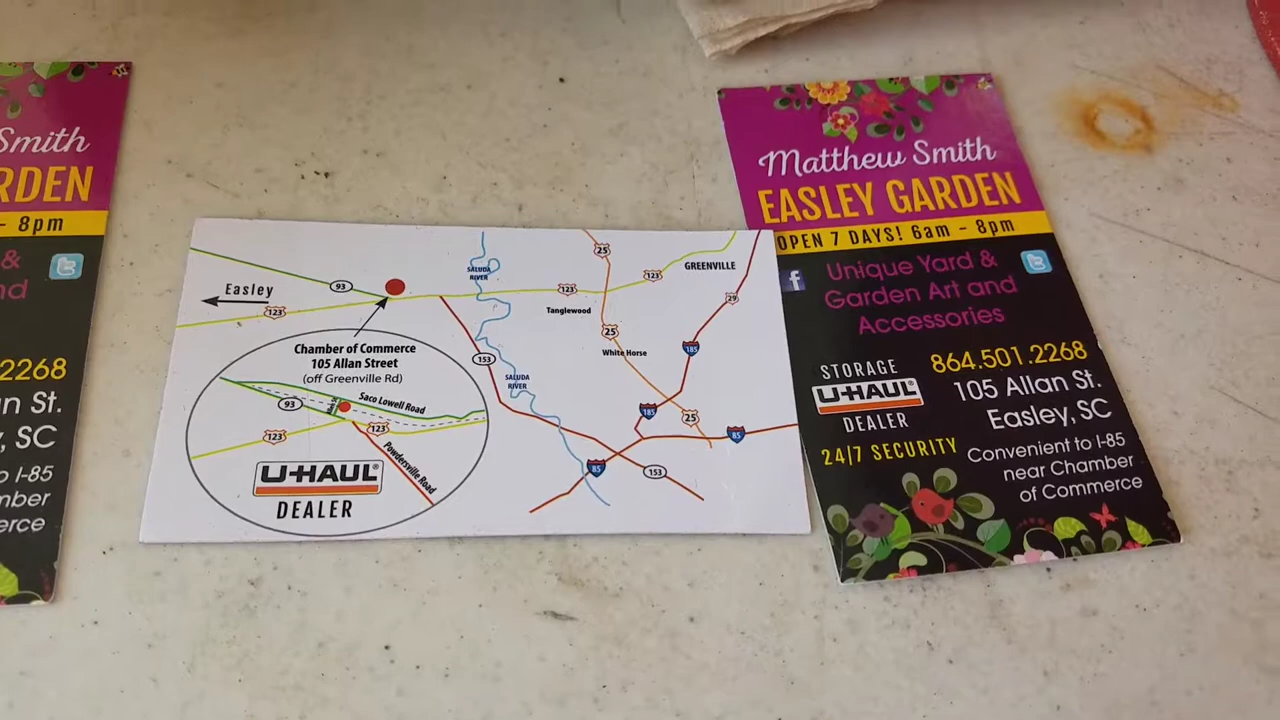 Smith
RDEN
- 8pm
&
nd
2268
n St.
, SC
o I-85
mber
erce
SALUDA
RIVER
25
123
GREENVILLE
93
Easley
123
123
29
Tanglewood
25
White Horse
185
153
SALUDA
RIVER
185
25
85
85
153
Chamber of Commerce
105 Allan Street
(off Greenville Rd)
93
Saco Lowell Road
123
123
Powdersville Road
U-HAUL®
DEALER
Matthew Smith
EASLEY GARDEN
OPEN 7 DAYS! 6am - 8pm
Unique Yard &
Garden Art and
Accessories
STORAGE
U-HAUL®
DEALER
24/7 SECURITY
864.501.2268
105 Allan St.
Easley, SC
Convenient to I-85
near Chamber
of Commerce